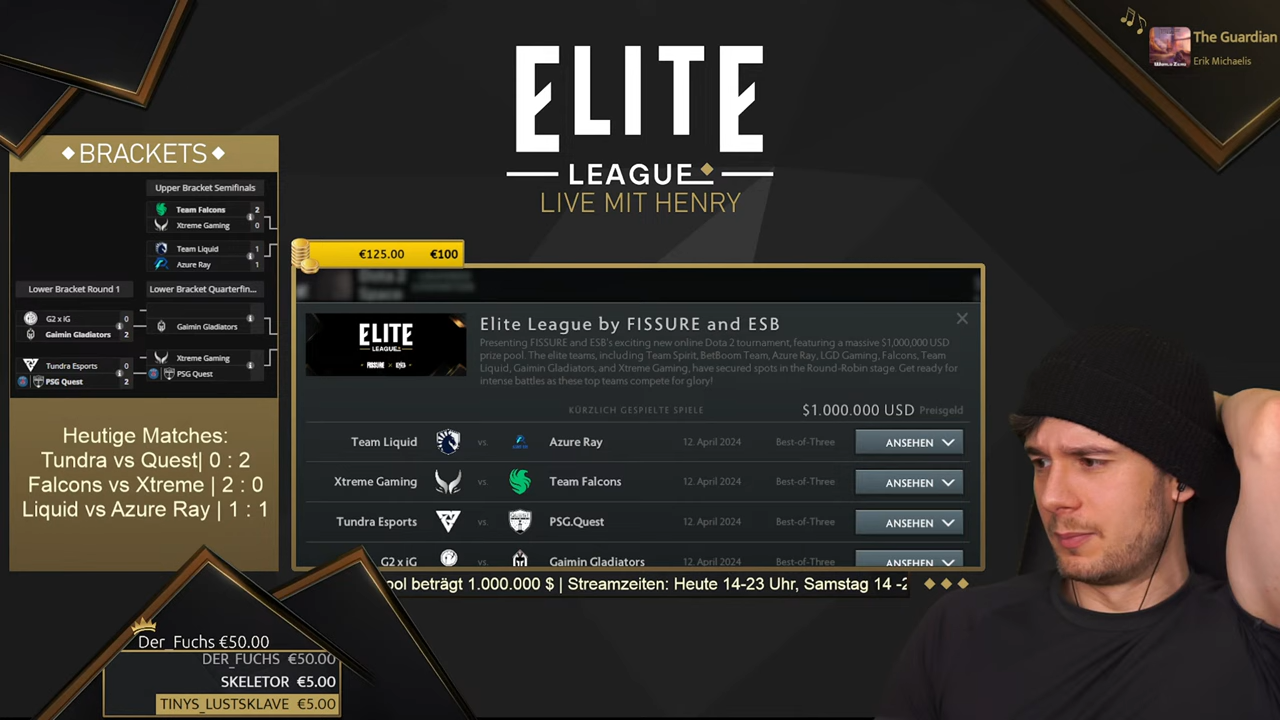 The Guardian
Erik Michaelis
ELITE
LEAGUE
LIVE MIT HENRY
BRACKETS
Upper Bracket Semifinals
Team Falcons 2
Xtreme Gaming 0
Team Liquid 1
Azure Ray 1
Lower Bracket Round 1
Lower Bracket Quarterfin...
G2 x iG 0
Gaimin Gladiators 2
Gaimin Gladiators
Tundra Esports 0
PSG Quest 2
Xtreme Gaming
PSG Quest
Heutige Matches:
Tundra vs Quest| 0 : 2
Falcons vs Xtreme | 2 : 0
Liquid vs Azure Ray | 1 : 1
€125.00 €100
Dota 2
Space
ELITE
LEAGUE
FISSURE x ESB
Elite League by FISSURE and ESB
Presenting FISSURE and ESB's exciting new online Dota 2 tournament, featuring a massive $1,000,000 USD
prize pool. The elite teams, including Team Spirit, BetBoom Team, Azure Ray, LGD Gaming, Falcons, Team
Liquid, Gaimin Gladiators, and Xtreme Gaming, have secured spots in the Round-Robin stage. Get ready for
intense battles as these top teams compete for glory!
KÜRZLICH GESPIELTE SPIELE
$1.000.000 USD Preisgeld
Team Liquid vs. Azure Ray 12. April 2024 Best-of-Three ANSEHEN
Xtreme Gaming vs. Team Falcons 12. April 2024 Best-of-Three ANSEHEN
Tundra Esports vs. PSG.Quest 12. April 2024 Best-of-Three ANSEHEN
G2 x iG vs. Gaimin Gladiators 12. April 2024 Best-of-Three ANSEHEN
ool beträgt 1.000.000 $ | Streamzeiten: Heute 14-23 Uhr, Samstag 14 -2
Der_Fuchs €50.00
DER_FUCHS €50.00
SKELETOR €5.00
TINYS_LUSTSKLAVE €5.00